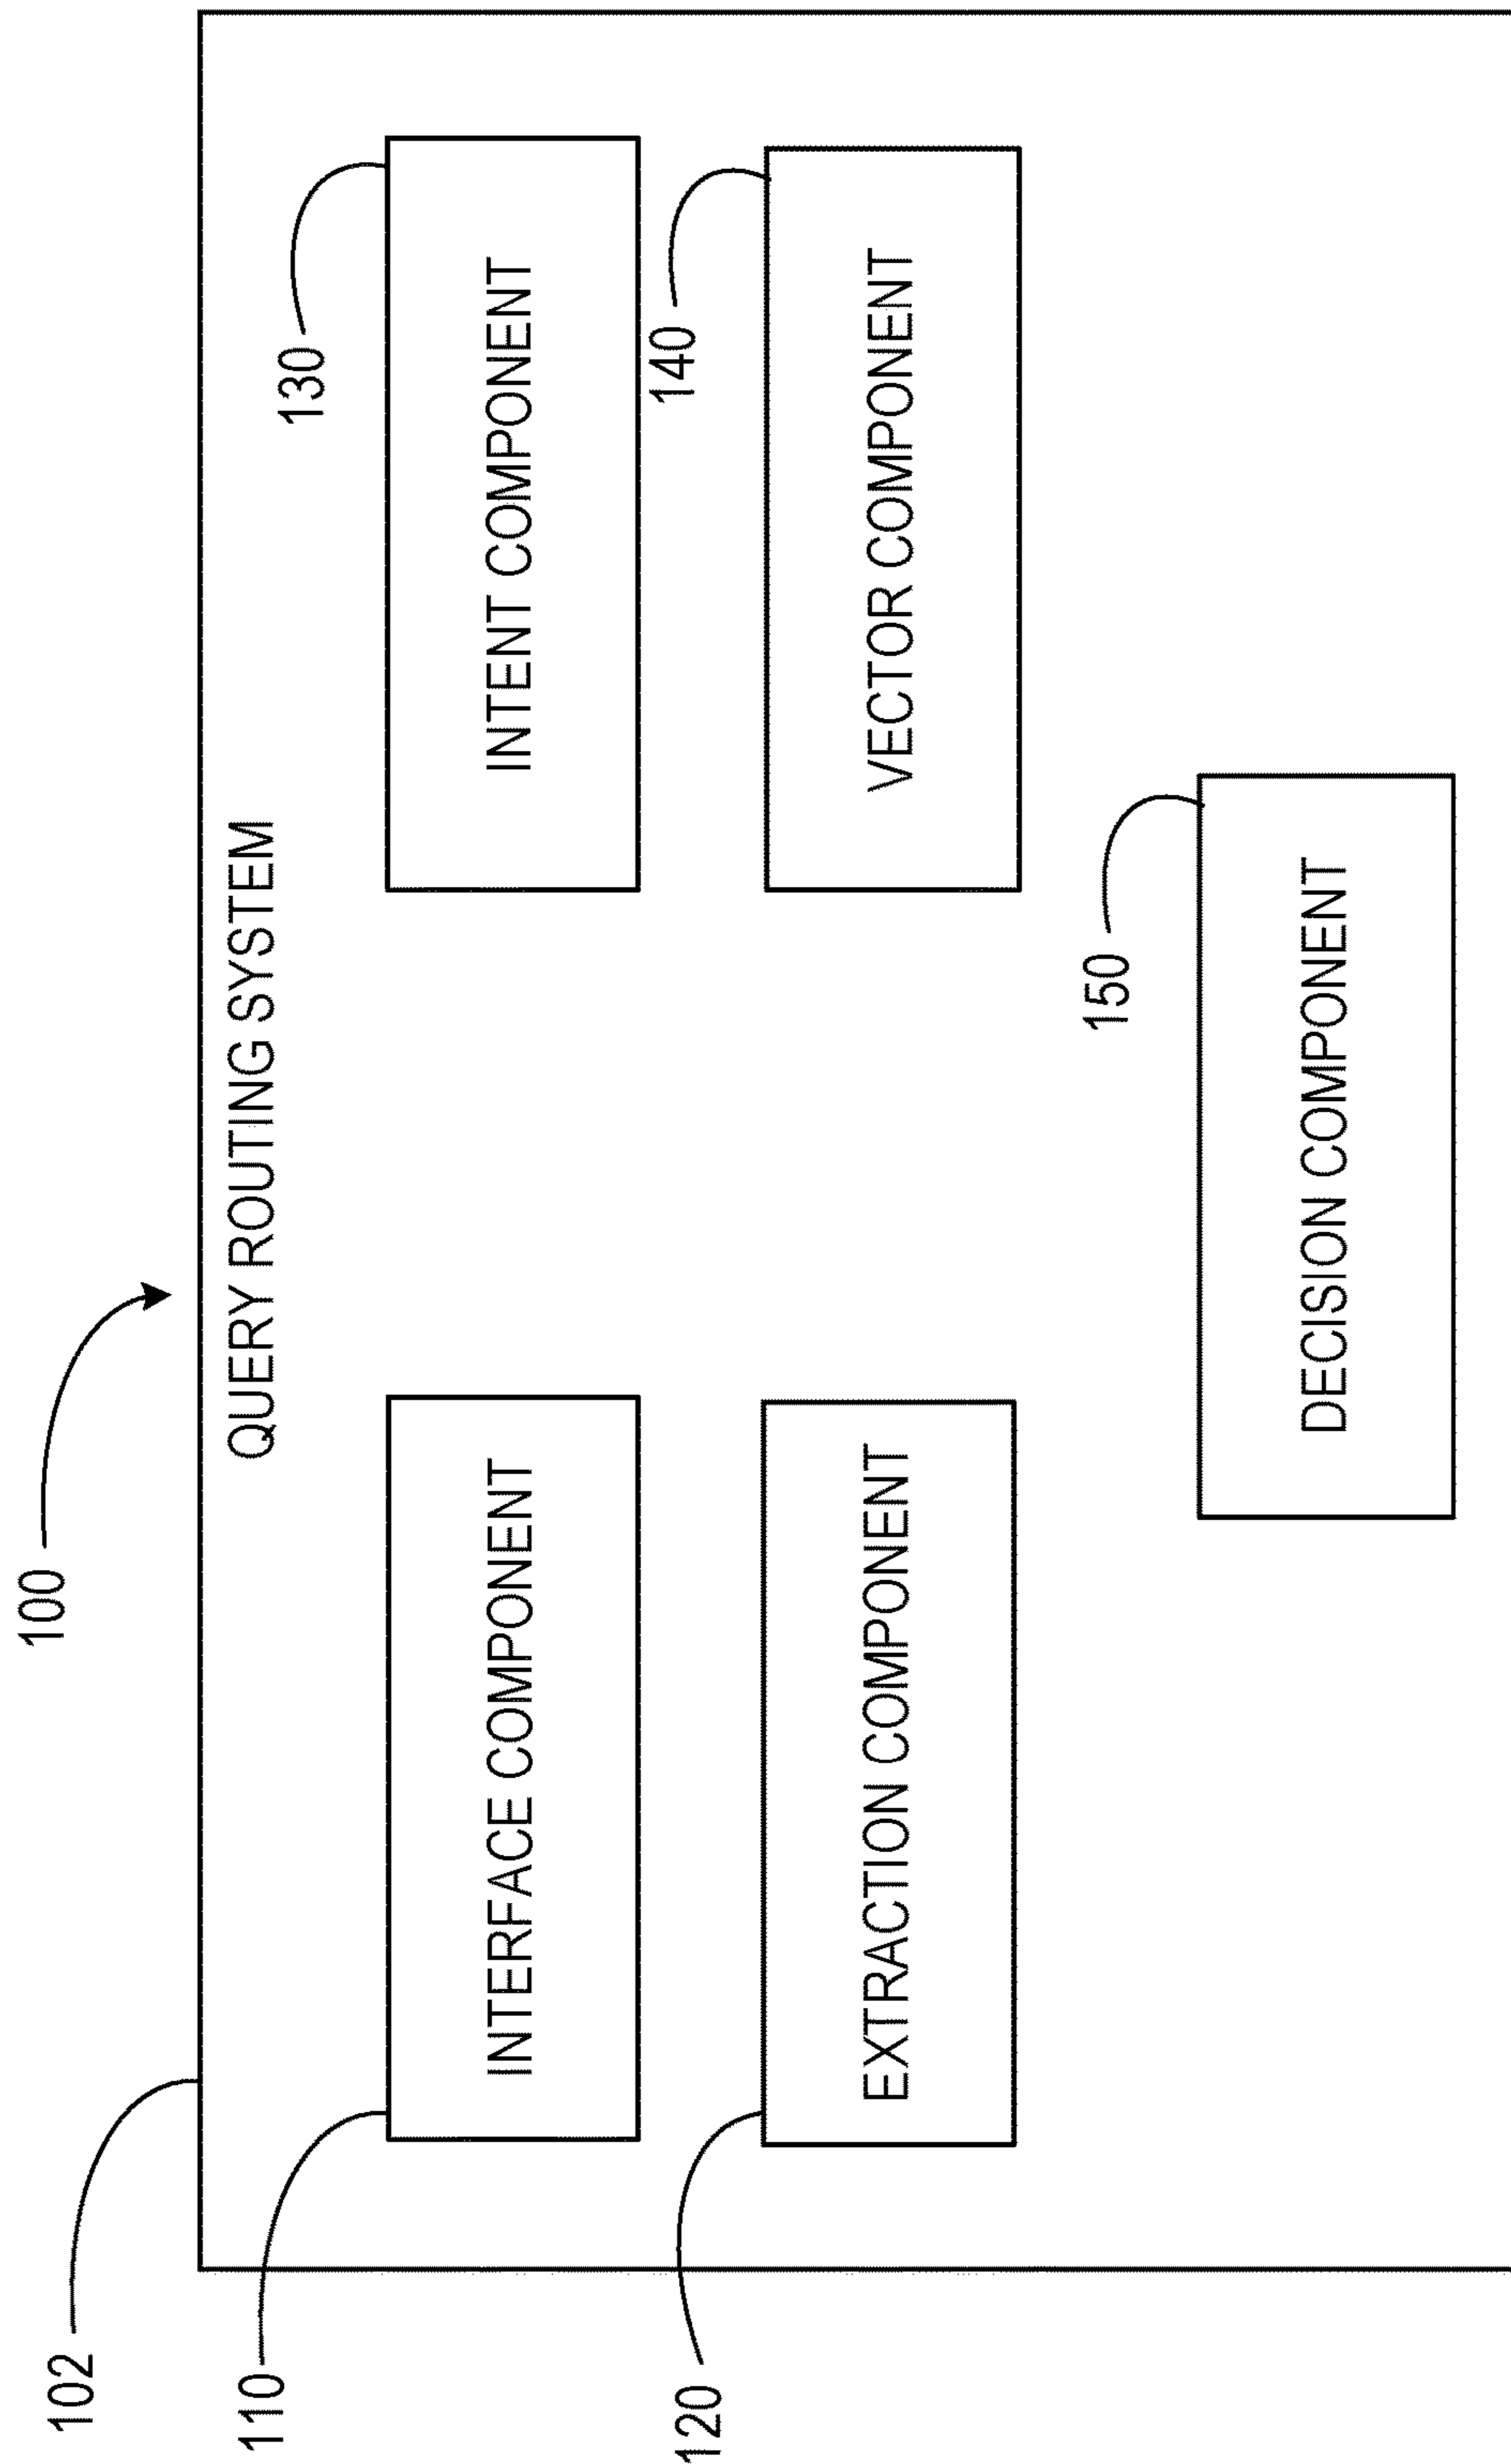 100
102
QUERY ROUTING SYSTEM
110
INTERFACE COMPONENT
130
INTENT COMPONENT
120
EXTRACTION COMPONENT
140
VECTOR COMPONENT
150
DECISION COMPONENT